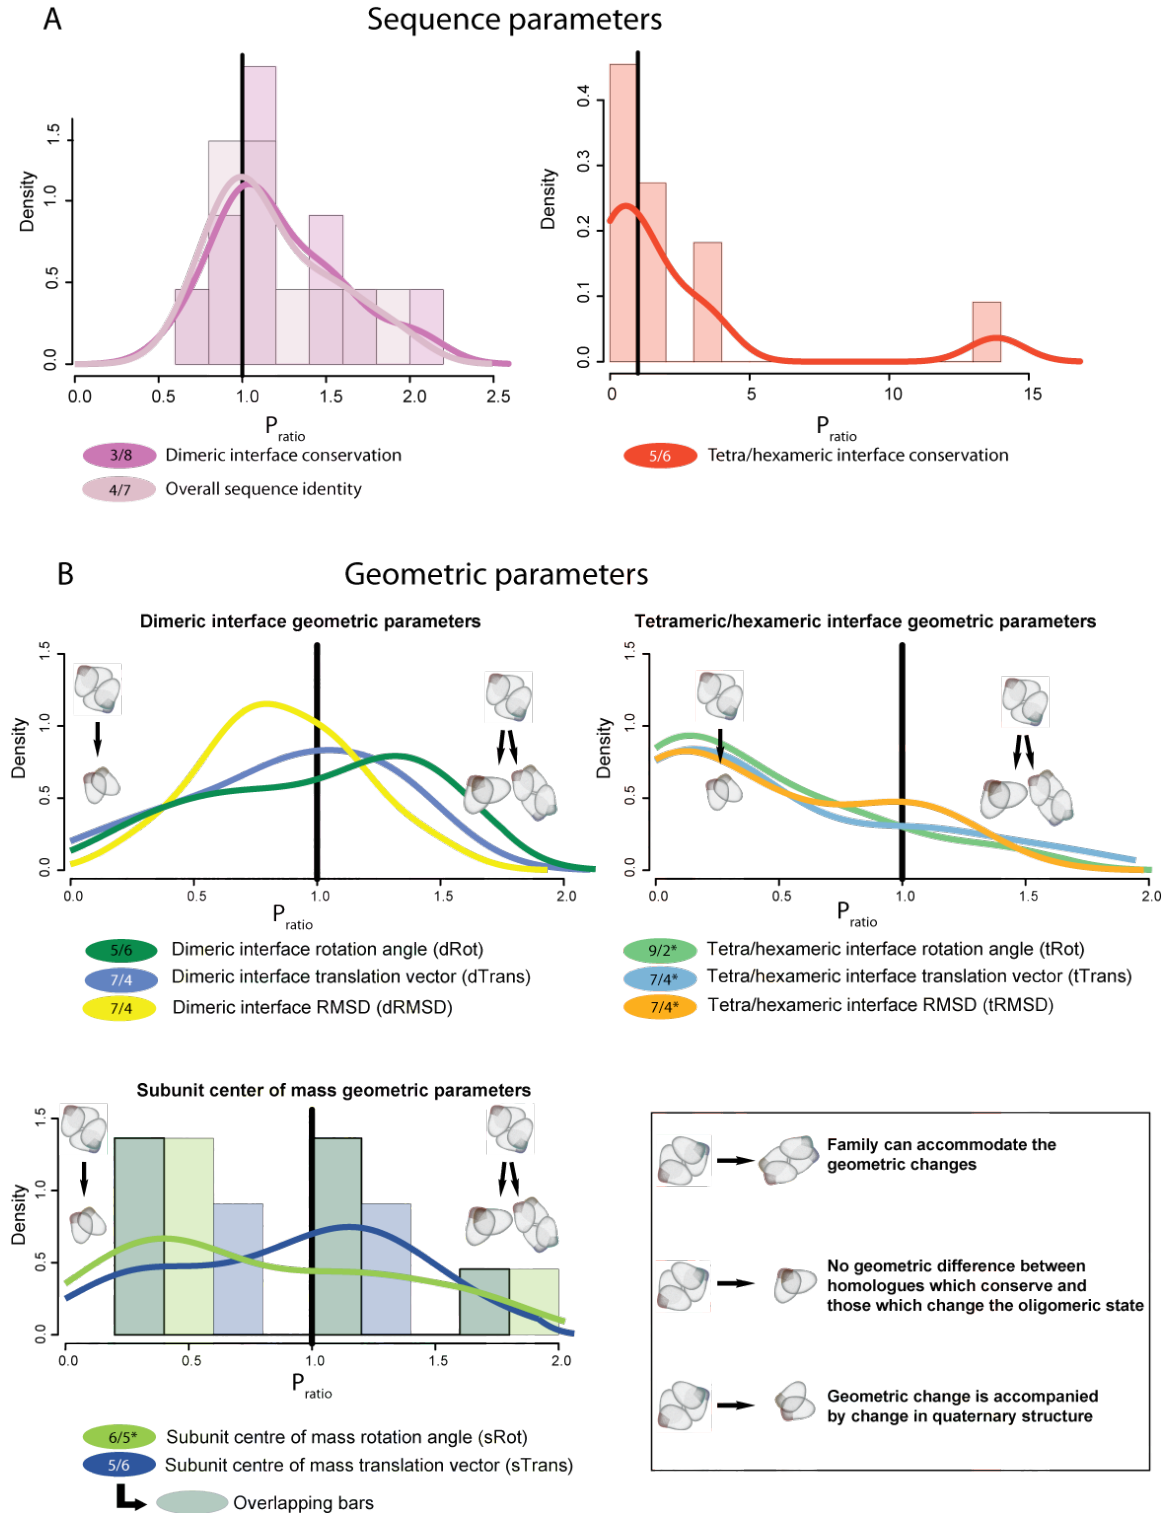 A
Sequence parameters
Density
0.0
0.5
1.0
1.5
0.0
0.5
1.0
1.5
2.0
2.5
Pratio
3/8 Dimeric interface conservation
4/7 Overall sequence identity
Density
0.0
0.1
0.2
0.3
0.4
0
5
10
15
Pratio
5/6 Tetra/hexameric interface conservation
B
Geometric parameters
Dimeric interface geometric parameters
Density
0.0
0.5
1.0
1.5
0.0
0.5
1.0
1.5
2.0
Pratio
5/6 Dimeric interface rotation angle (dRot)
7/4 Dimeric interface translation vector (dTrans)
7/4 Dimeric interface RMSD (dRMSD)
Tetrameric/hexameric interface geometric parameters
Density
0.0
0.5
1.0
1.5
0.0
0.5
1.0
1.5
2.0
Pratio
9/2* Tetra/hexameric interface rotation angle (tRot)
7/4* Tetra/hexameric interface translation vector (tTrans)
7/4* Tetra/hexameric interface RMSD (tRMSD)
Subunit center of mass geometric parameters
Density
0.0
0.5
1.0
1.5
0.0
0.5
1.0
1.5
2.0
Pratio
6/5* Subunit centre of mass rotation angle (sRot)
5/6 Subunit centre of mass translation vector (sTrans)
Overlapping bars
Family can accommodate the
geometric changes
No geometric difference between
homologues which conserve and
those which change the oligomeric state
Geometric change is accompanied
by change in quaternary structure